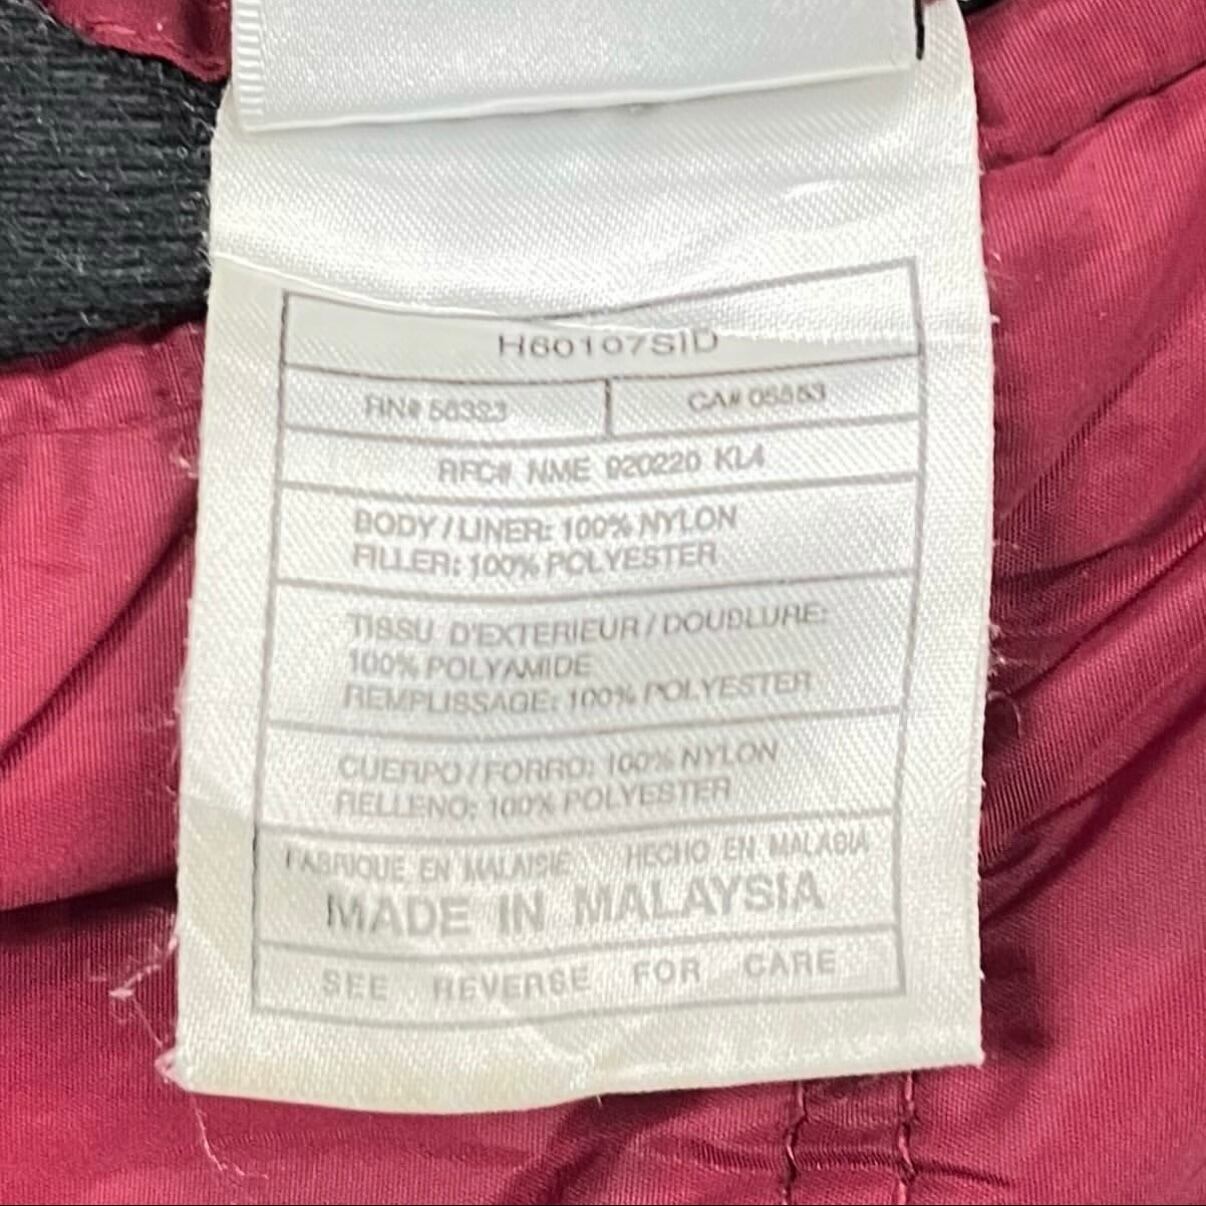 H60107SID
RN# 56323
CA# 05553
RFC# NME 920220 KL4
BODY / LINER: 100% NYLON
FILLER: 100% POLYESTER
TISSU D'EXTERIEUR / DOUBLURE:
100% POLYAMIDE
REMPLISSAGE: 100% POLYESTER
CUERPO / FORRO: 100% NYLON
RELLENO: 100% POLYESTER
FABRIQUE EN MALAISIE HECHO EN MALASIA
MADE IN MALAYSIA
SEE REVERSE FOR CARE